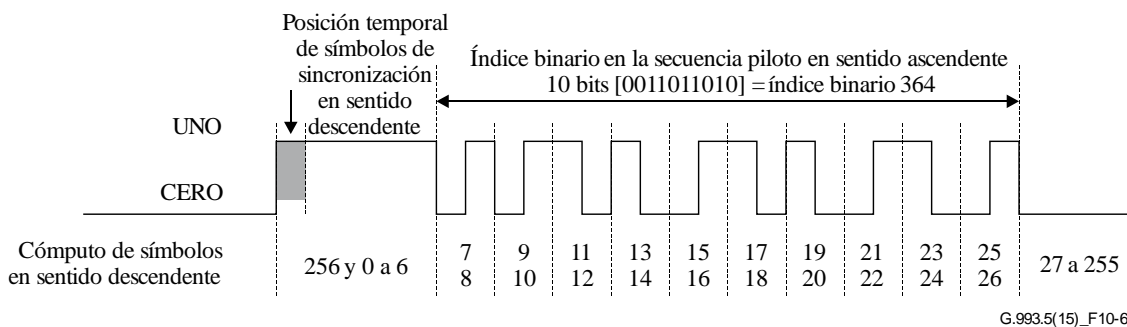 Posición temporal
de símbolos de
sincronización
en sentido
descendente
Índice binario en la secuencia piloto en sentido ascendente
10 bits [0011011010] = índice binario 364
UNO
CERO
Cómputo de símbolos
en sentido descendente
256 y 0 a 6
7
8
9
10
11
12
13
14
15
16
17
18
19
20
21
22
23
24
25
26
27 a 255
G.993.5(15)_F10-6